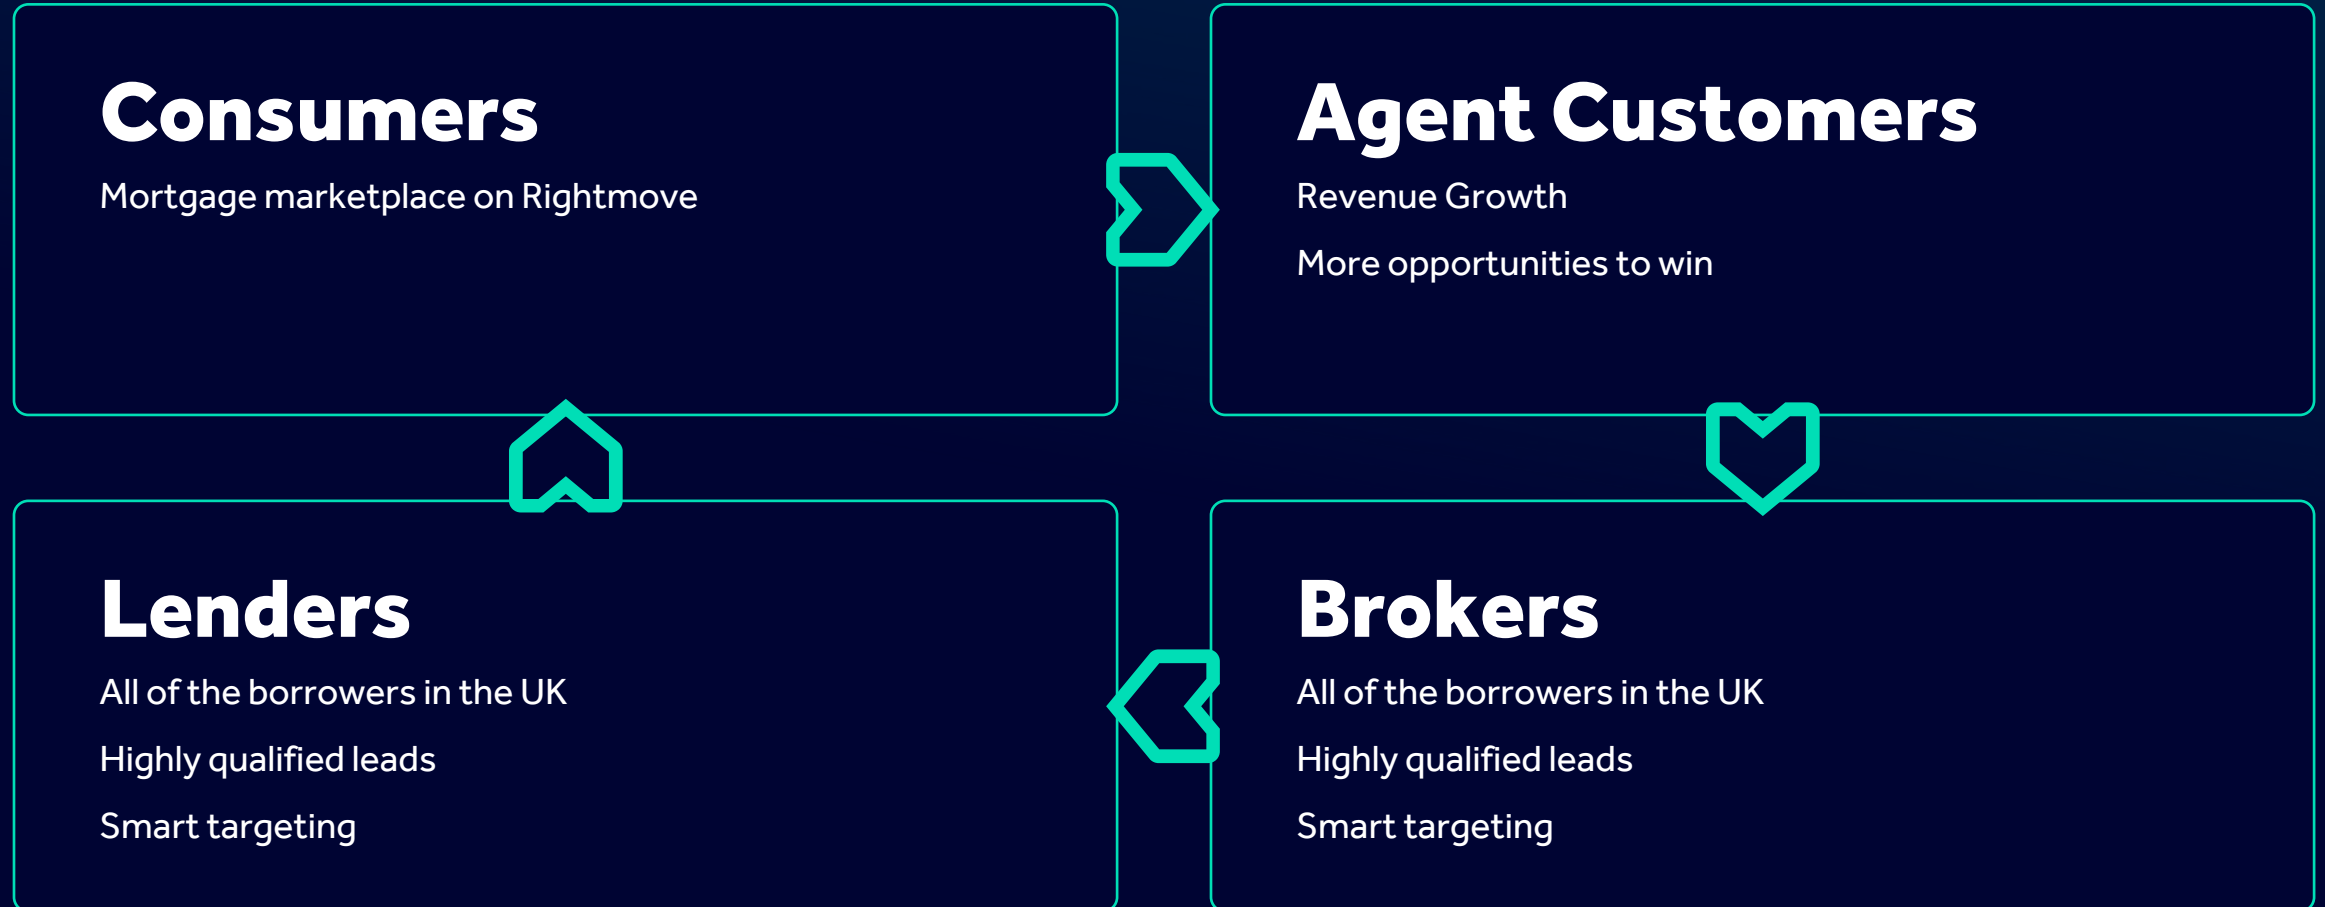 Consumers
Mortgage marketplace on Rightmove
Agent Customers
Revenue Growth
More opportunities to win
Lenders
All of the borrowers in the UK
Highly qualified leads
Smart targeting
Brokers
All of the borrowers in the UK
Highly qualified leads
Smart targeting